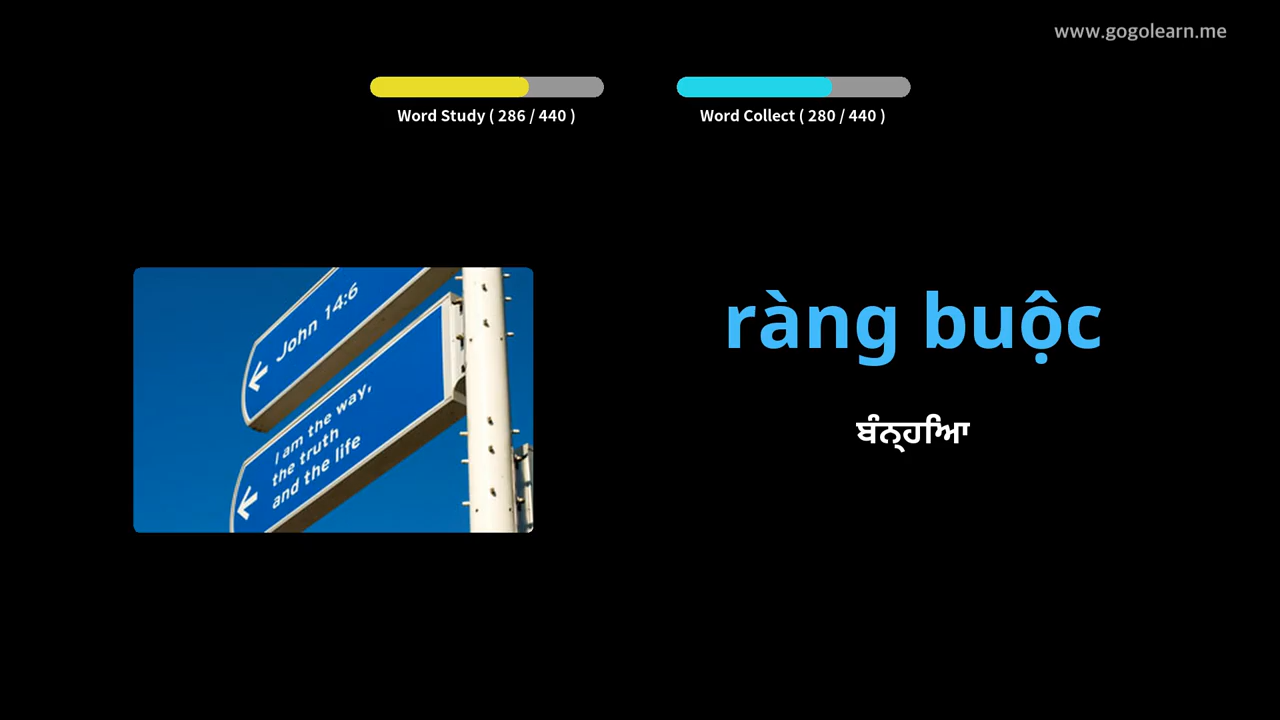 www.gogolearn.me
Word Study ( 286 / 440 )
Word Collect ( 280 / 440 )
John 14:6
I am the way,
the truth
and the life
ràng buộc
ਬੰਨ੍ਹਆਿ